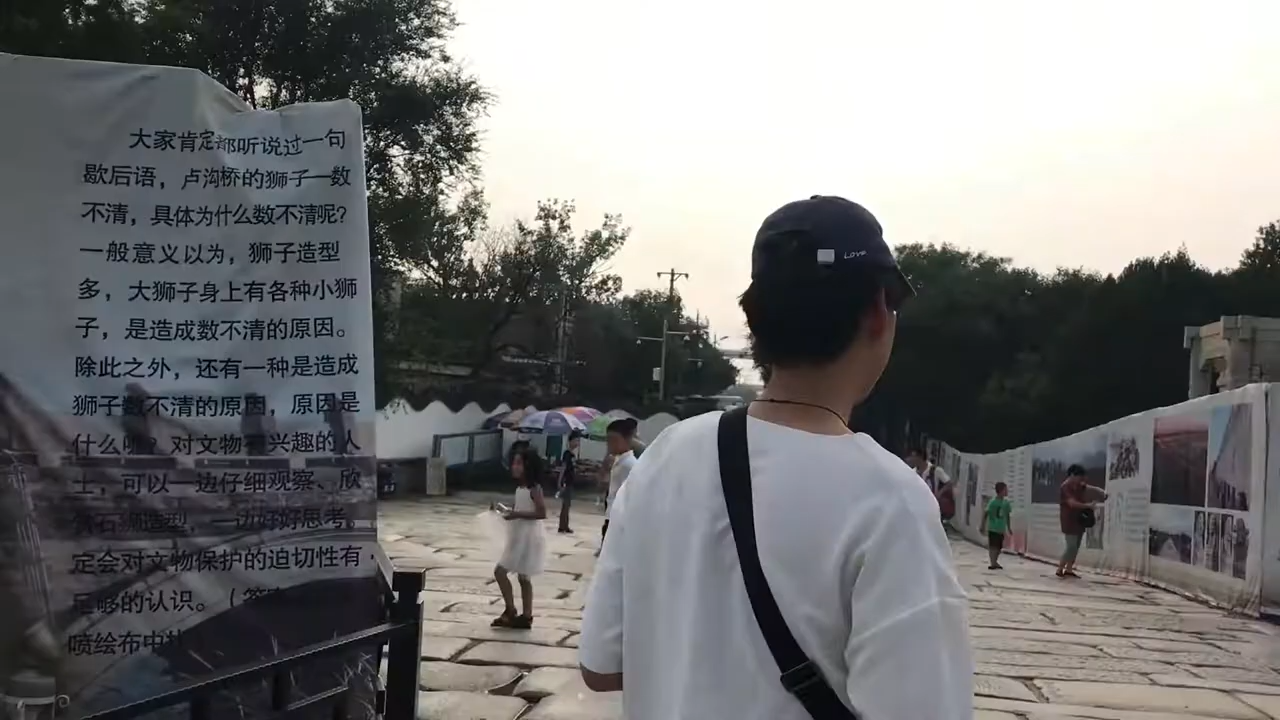 大家肯定都听说过一句
歇后语，卢沟桥的狮子—数
不清，具体为什么数不清呢？
一般意义以为，狮子造型
多，大狮子身上有各种小狮
子，是造成数不清的原因。
除此之外，还有一种是造成
狮子数不清的原因，原因是
什么呢？对文物有兴趣的人
士，可以一边仔细观察、欣
赏石狮造型，一边好好思考，
定会对文物保护的迫切性有
足够的认识。（答
喷绘布中
Love